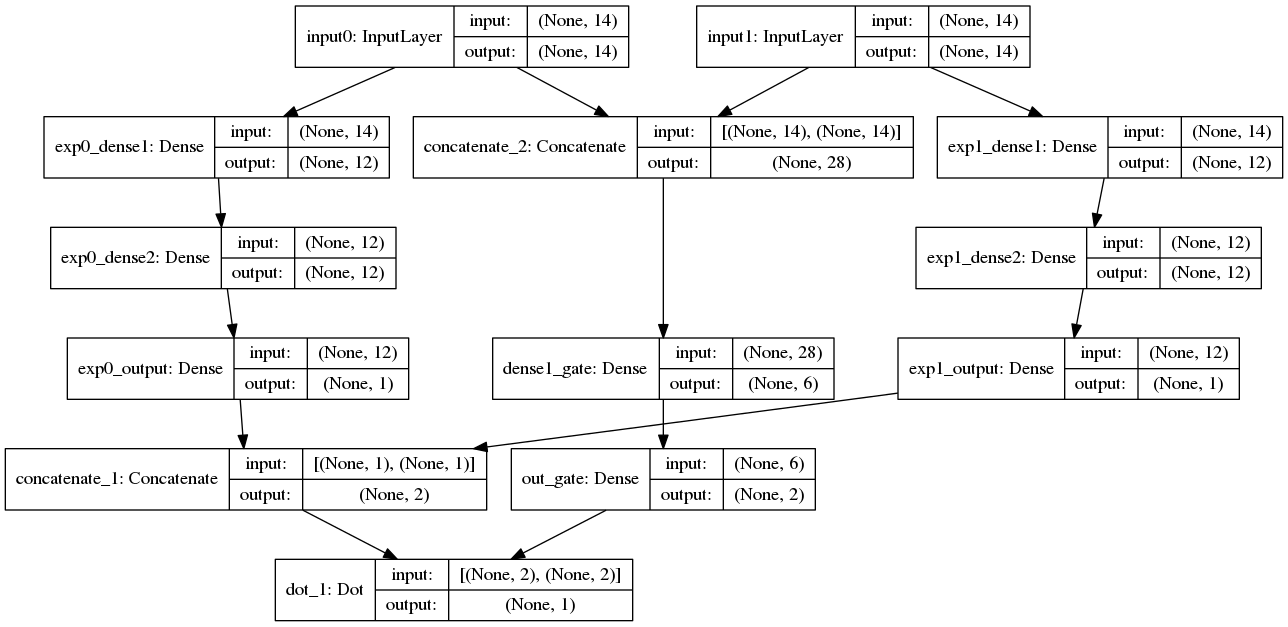 input0: InputLayer
input: (None, 14)
output: (None, 14)
input1: InputLayer
input: (None, 14)
output: (None, 14)
exp0_dense1: Dense
input: (None, 14)
output: (None, 12)
concatenate_2: Concatenate
input: [(None, 14), (None, 14)]
output: (None, 28)
exp1_dense1: Dense
input: (None, 14)
output: (None, 12)
exp0_dense2: Dense
input: (None, 12)
output: (None, 12)
exp1_dense2: Dense
input: (None, 12)
output: (None, 12)
exp0_output: Dense
input: (None, 12)
output: (None, 1)
dense1_gate: Dense
input: (None, 28)
output: (None, 6)
exp1_output: Dense
input: (None, 12)
output: (None, 1)
concatenate_1: Concatenate
input: [(None, 1), (None, 1)]
output: (None, 2)
out_gate: Dense
input: (None, 6)
output: (None, 2)
dot_1: Dot
input: [(None, 2), (None, 2)]
output: (None, 1)